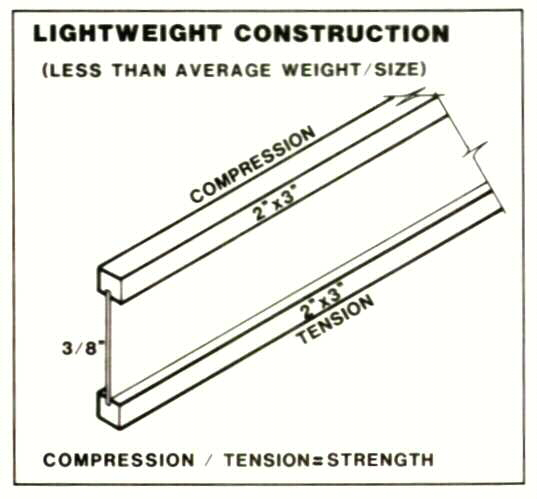 LIGHTWEIGHT CONSTRUCTION
(LESS THAN AVERAGE WEIGHT/SIZE)
COMPRESSION
2"x3"
2"x3"
TENSION
3/8"
COMPRESSION / TENSION=STRENGTH